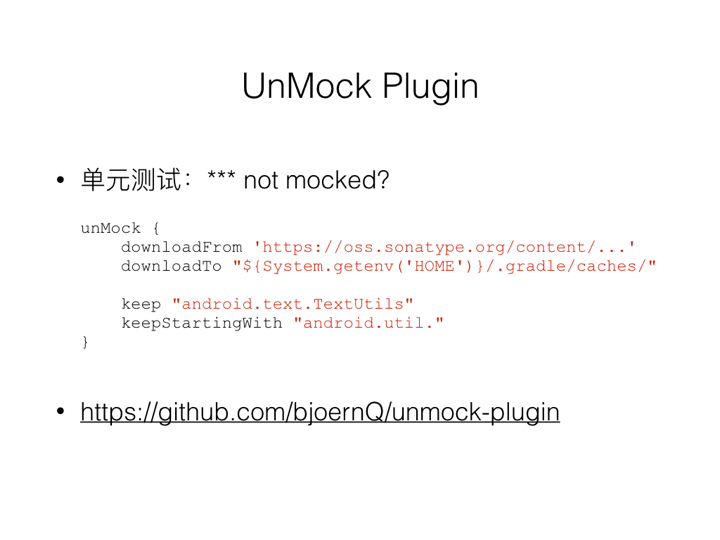 UnMock Plugin
• 单元测试：*** not mocked?
unMock {
    downloadFrom 'https://oss.sonatype.org/content/...'
    downloadTo "${System.getenv('HOME')}/.gradle/caches/"
    keep "android.text.TextUtils"
    keepStartingWith "android.util."
}
• https://github.com/bjoernQ/unmock-plugin